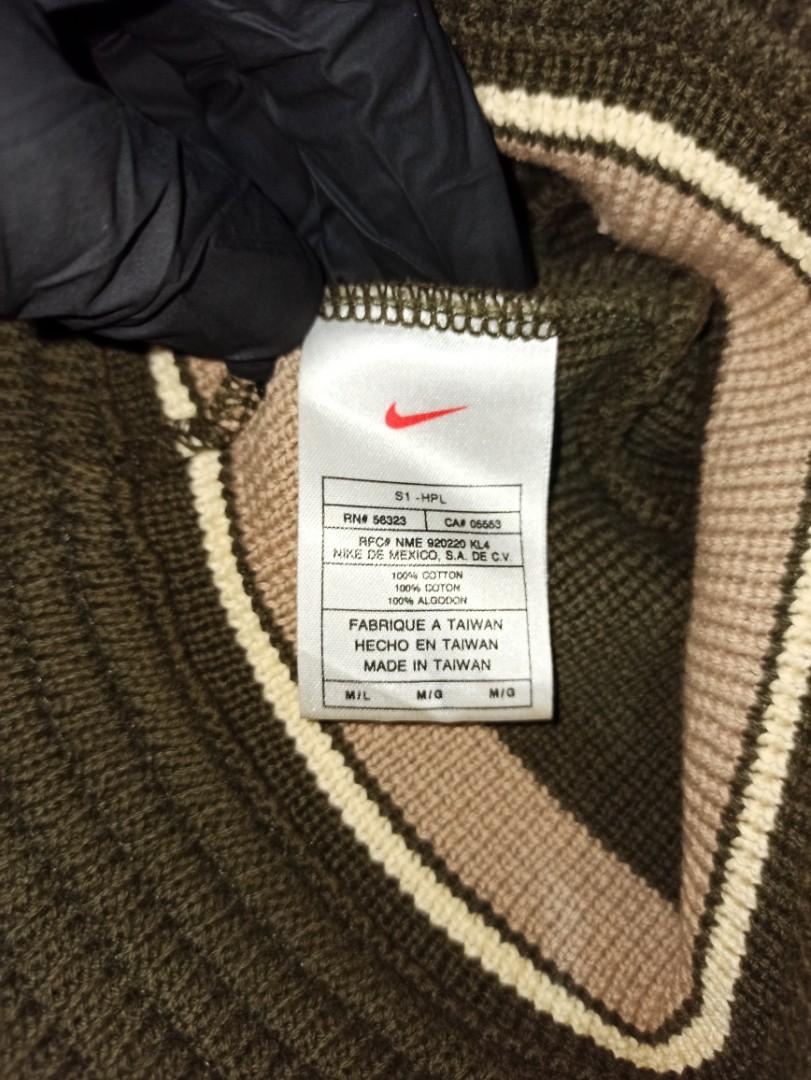 S1 -HPL
RN# 56323 CA# 05553
RFC# NME 920220 KL4
NIKE DE MEXICO, S.A. DE C.V.
100% COTTON
100% COTON
100% ALGODON
FABRIQUE A TAIWAN
HECHO EN TAIWAN
MADE IN TAIWAN
M/L M/G M/G